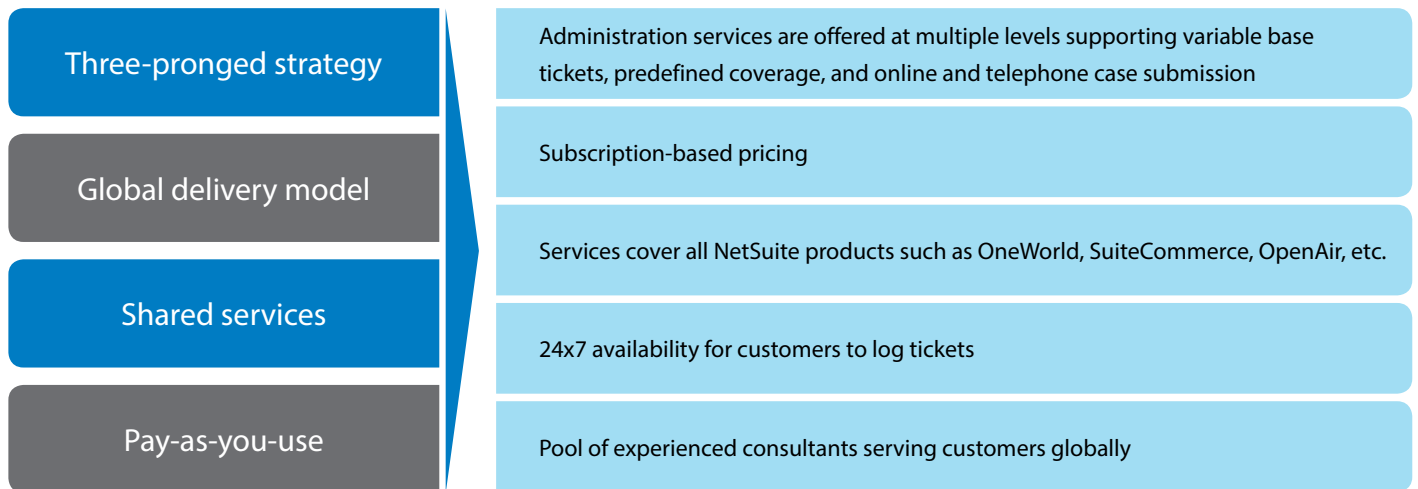 Three-pronged strategy
Global delivery model
Shared services
Pay-as-you-use
Administration services are offered at multiple levels supporting variable base
tickets, predefined coverage, and online and telephone case submission
Subscription-based pricing
Services cover all NetSuite products such as OneWorld, SuiteCommerce, OpenAir, etc.
24x7 availability for customers to log tickets
Pool of experienced consultants serving customers globally